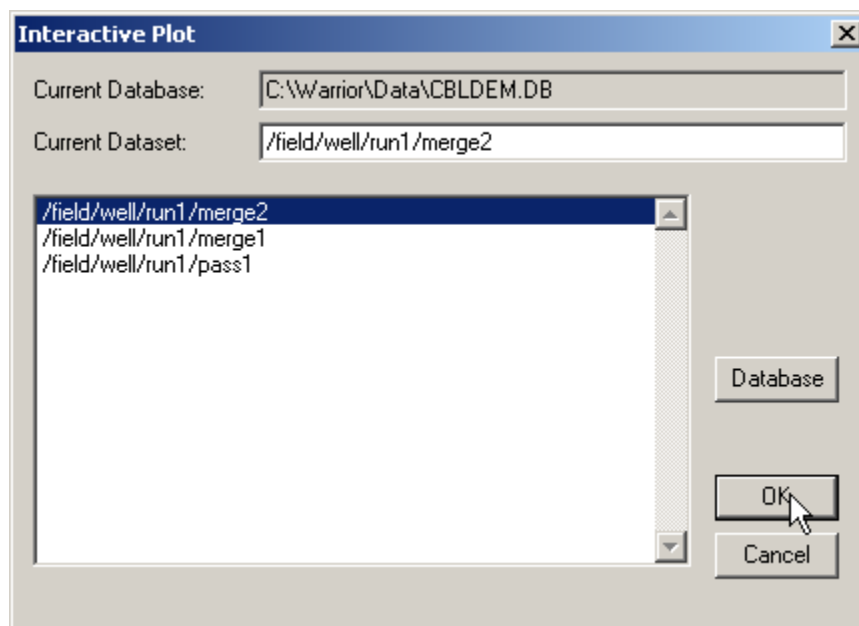 Interactive Plot
Current Database: C:\Warrior\Data\CBLDEM.DB
Current Dataset: /field/well/run1/merge2
/field/well/run1/merge2
/field/well/run1/merge1
/field/well/run1/pass1
Database
OK
Cancel